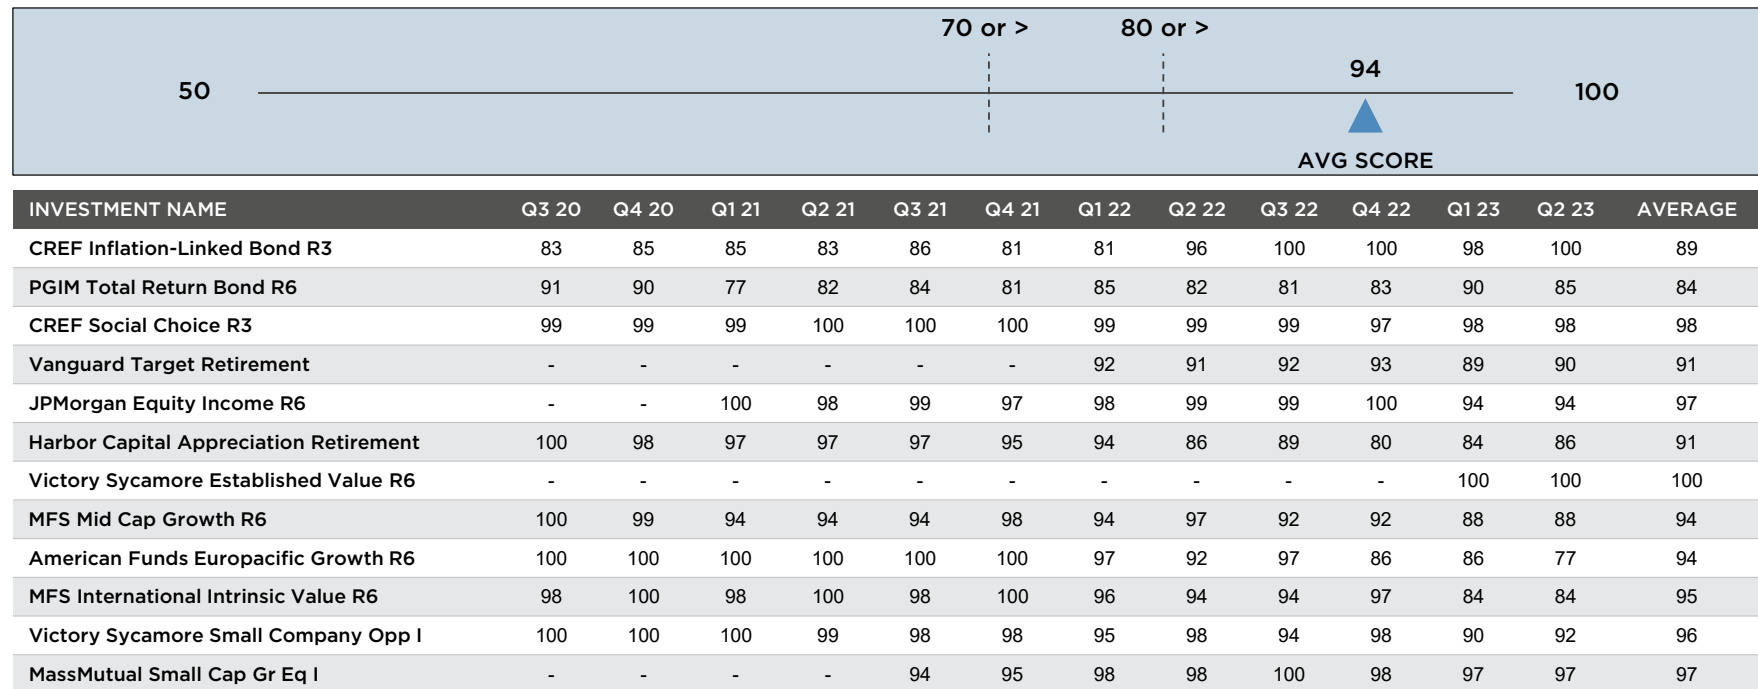 70 or > 80 or >
94
50 100
AVG SCORE
INVESTMENT NAME Q3 20 Q4 20 Q1 21 Q2 21 Q3 21 Q4 21 Q1 22 Q2 22 Q3 22 Q4 22 Q1 23 Q2 23 AVERAGE
CREF Inflation-Linked Bond R3 83 85 85 83 86 81 81 96 100 100 98 100 89
PGIM Total Return Bond R6 91 90 77 82 84 81 85 82 81 83 90 85 84
CREF Social Choice R3 99 99 99 100 100 100 99 99 99 97 98 98 98
Vanguard Target Retirement - - - - - - 92 91 92 93 89 90 91
JPMorgan Equity Income R6 - - 100 98 99 97 98 99 99 100 94 94 97
Harbor Capital Appreciation Retirement 100 98 97 97 97 95 94 86 89 80 84 86 91
Victory Sycamore Established Value R6 - - - - - - - - - - 100 100 100
MFS Mid Cap Growth R6 100 99 94 94 94 98 94 97 92 92 88 88 94
American Funds Europacific Growth R6 100 100 100 100 100 100 97 92 97 86 86 77 94
MFS International Intrinsic Value R6 98 100 98 100 98 100 96 94 94 97 84 84 95
Victory Sycamore Small Company Opp I 100 100 100 99 98 98 95 98 94 98 90 92 96
MassMutual Small Cap Gr Eq I - - - - 94 95 98 98 100 98 97 97 97